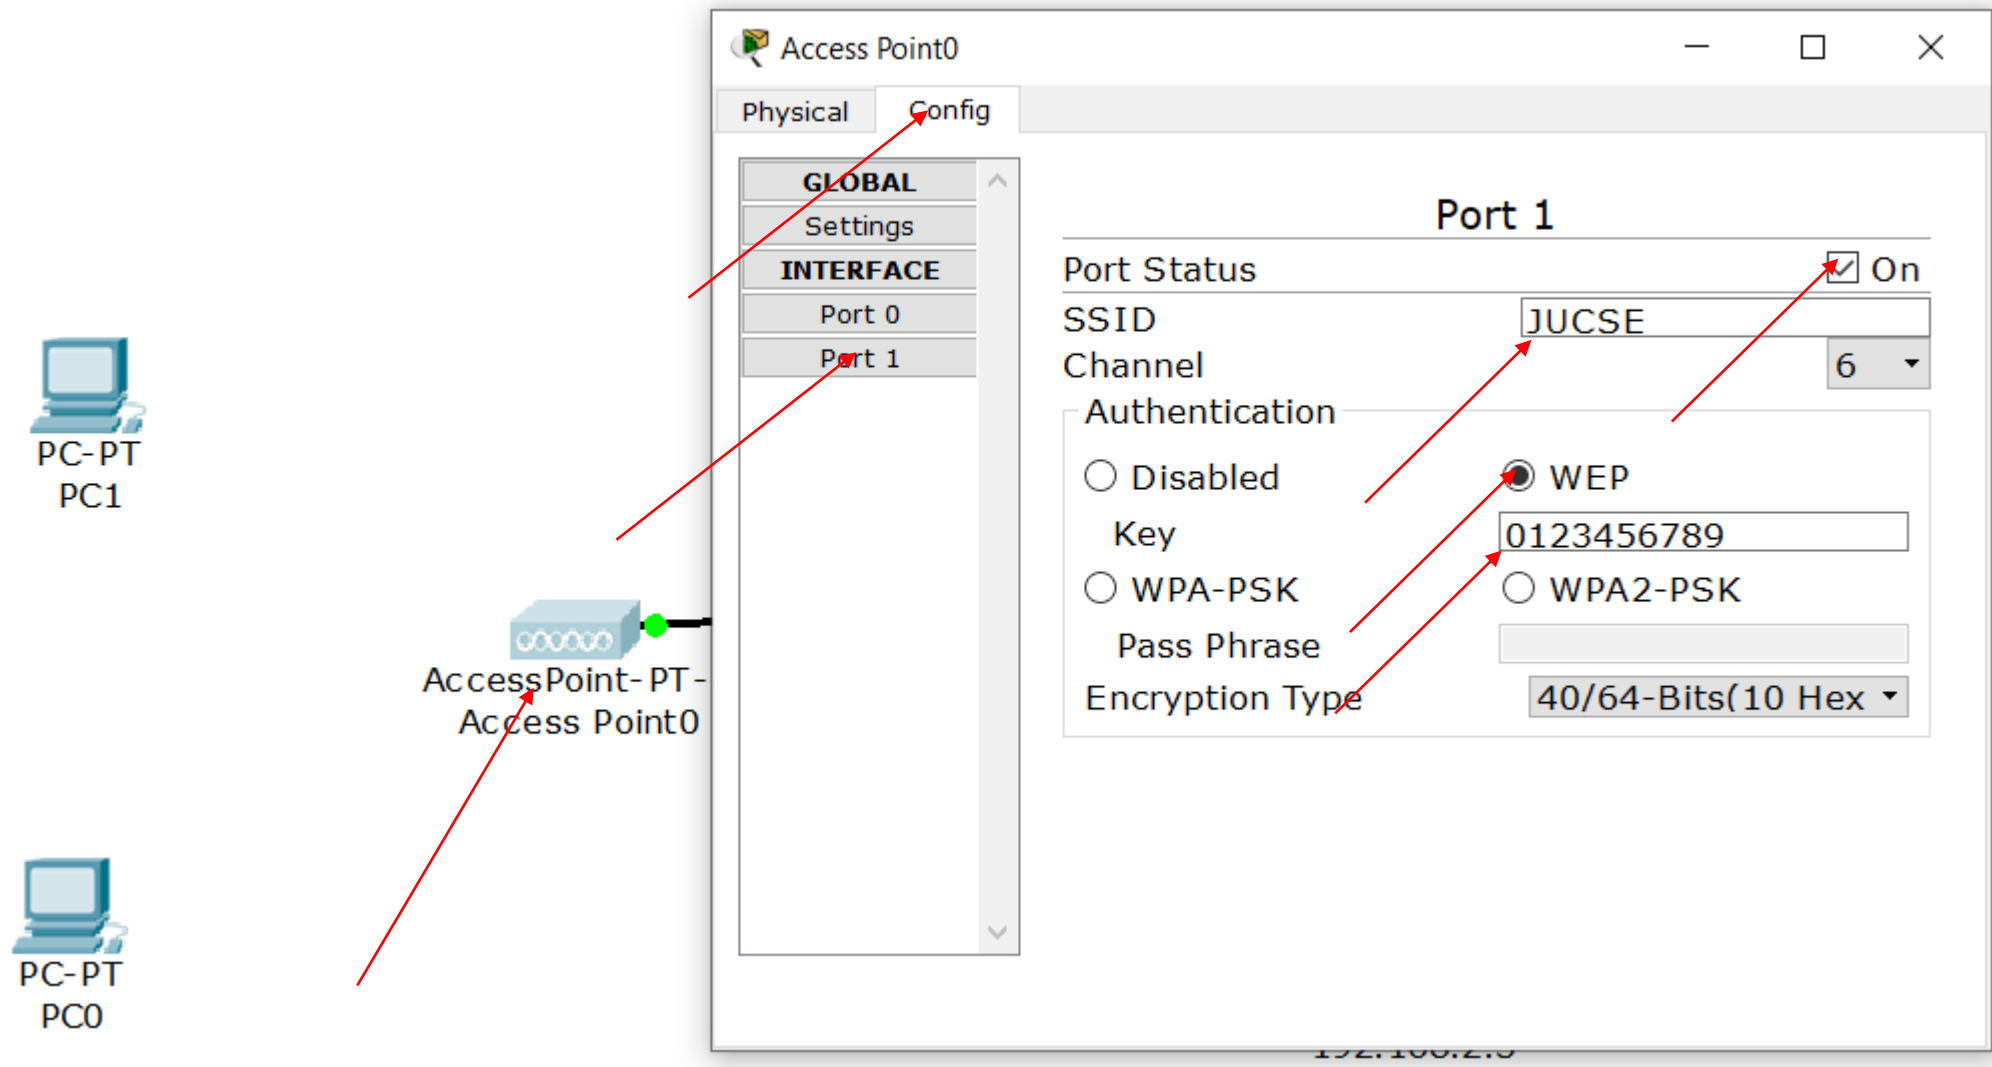 Access Point0
Physical
Config
GLOBAL
Settings
INTERFACE
Port 0
Port 1
Port 1
Port Status
On
SSID
JUCSE
Channel
6
Authentication
Disabled
WEP
Key
0123456789
WPA-PSK
WPA2-PSK
Pass Phrase
Encryption Type
40/64-Bits(10 Hex
PC-PT
PC1
AccessPoint-PT-
Access Point0
PC-PT
PC0